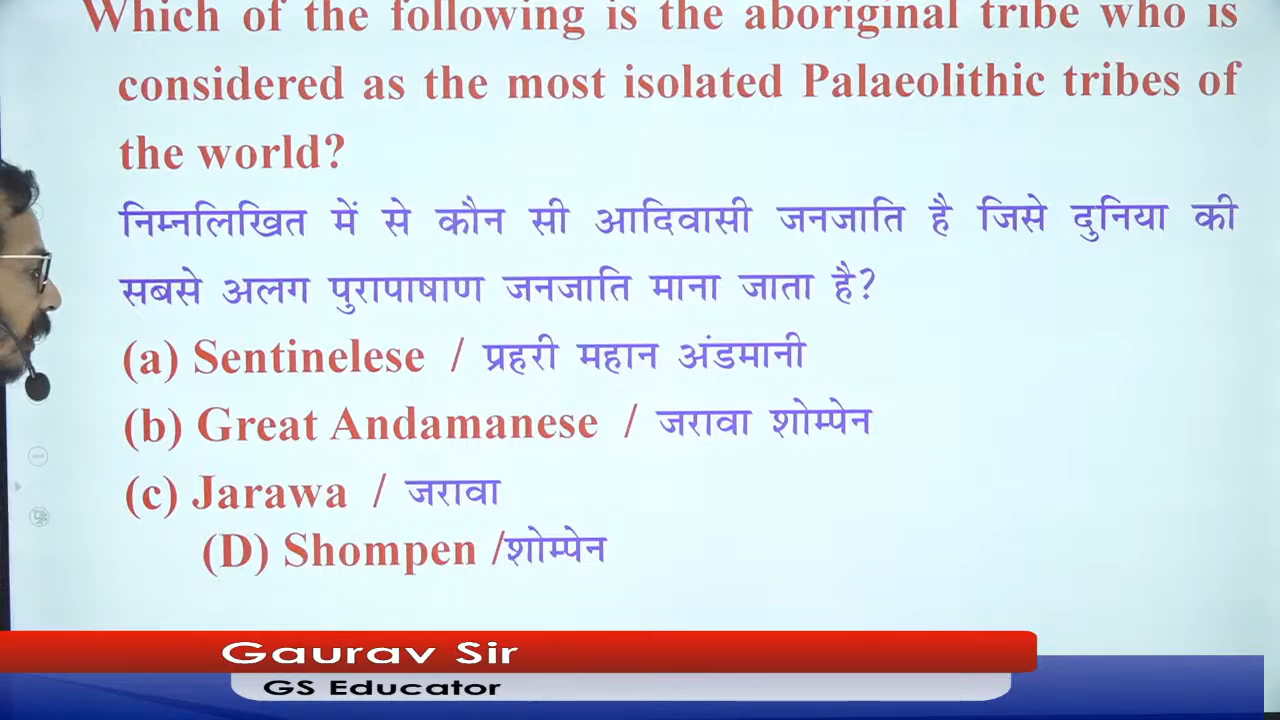 Which of the following is the aboriginal tribe who is
considered as the most isolated Palaeolithic tribes of
the world?
निम्नलिखित में से कौन सी आदिवासी जनजाति है जिसे दुनिया की
सबसे अलग पुरापाषाण जनजाति माना जाता है?
(a) Sentinelese / प्रहरी महान अंडमानी
(b) Great Andamanese / जरावा शोम्पेन
(c) Jarawa / जरावा
(D) Shompen /शोम्पेन
Gaurav Sir
GS Educator